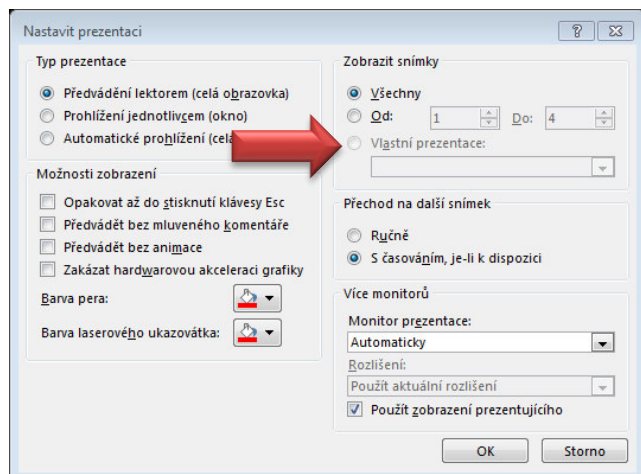 Nastavit prezentaci
Typ prezentace
Předvádění lektorem (celá obrazovka)
Prohlížení jednotlivcem (okno)
Automatické prohlížení (celá
Možnosti zobrazení
Opakovat až do stisknutí klávesy Esc
Předvádět bez mluveného komentáře
Předvádět bez animace
Zakázat hardwarovou akceleraci grafiky
Barva pera:
Barva laserového ukazovátka:
Zobrazit snímky
Všechny
Od: 1 Do: 4
Vlastní prezentace:
Přechod na další snímek
Ručně
S časováním, je-li k dispozici
Více monitorů
Monitor prezentace:
Automaticky
Rozlišení:
Použít aktuální rozlišení
Použít zobrazení prezentujícího
OK Storno